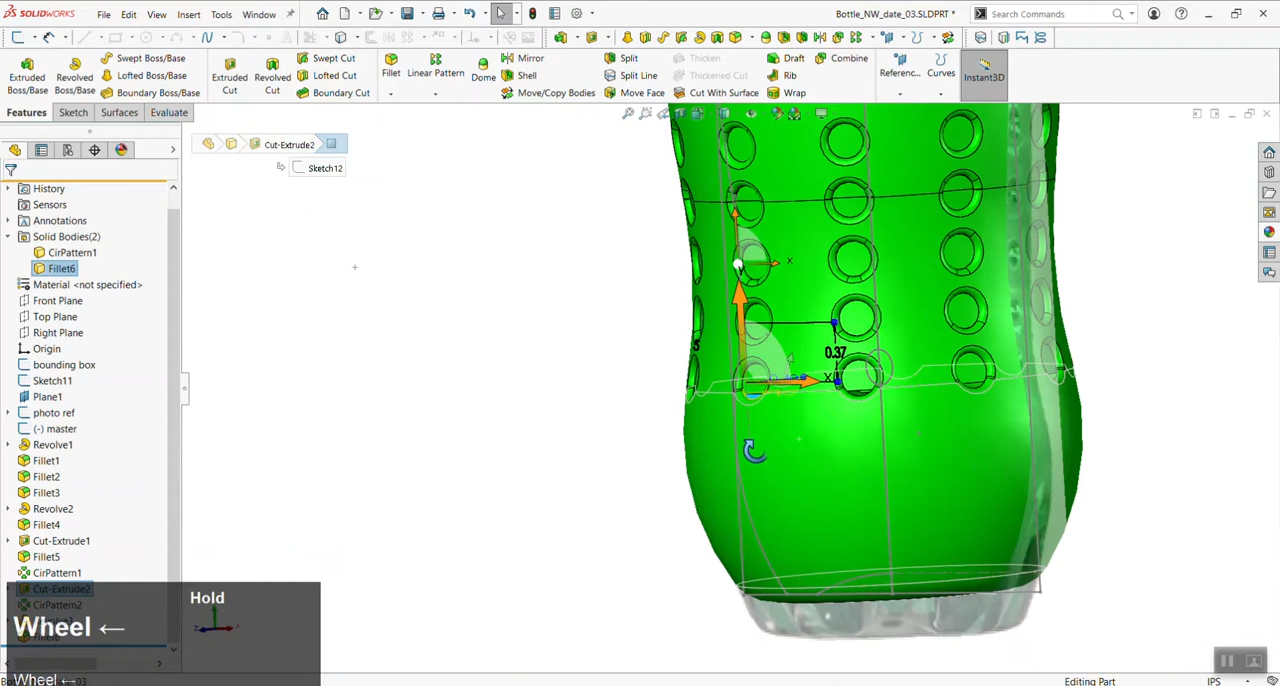 SOLIDWORKS File Edit View Insert Tools Window Bottle_NW_date_03.SLDPRT * Search Commands
Extruded Boss/Base Revolved Boss/Base Swept Boss/Base Lofted Boss/Base Boundary Boss/Base Extruded Cut Revolved Cut Swept Cut Lofted Cut Boundary Cut Fillet Linear Pattern Dome Mirror Shell Move/Copy Bodies Split Split Line Move Face Thicken Thickened Cut Cut With Surface Draft Rib Wrap Combine Referenc... Curves Instant3D
Features Sketch Surfaces Evaluate
Cut-Extrude2
Sketch12
History
Sensors
Annotations
Solid Bodies(2)
CirPattern1
Fillet6
Material <not specified>
Front Plane
Top Plane
Right Plane
Origin
bounding box
Sketch11
Plane1
photo ref
(-) master
Revolve1
Fillet1
Fillet2
Fillet3
Revolve2
Fillet4
Cut-Extrude1
Fillet5
CirPattern1
Cut-Extrude2
CirPattern2
Hold
Wheel ←
Wheel ←
X
Y
0.37
X
5
Editing Part IPS